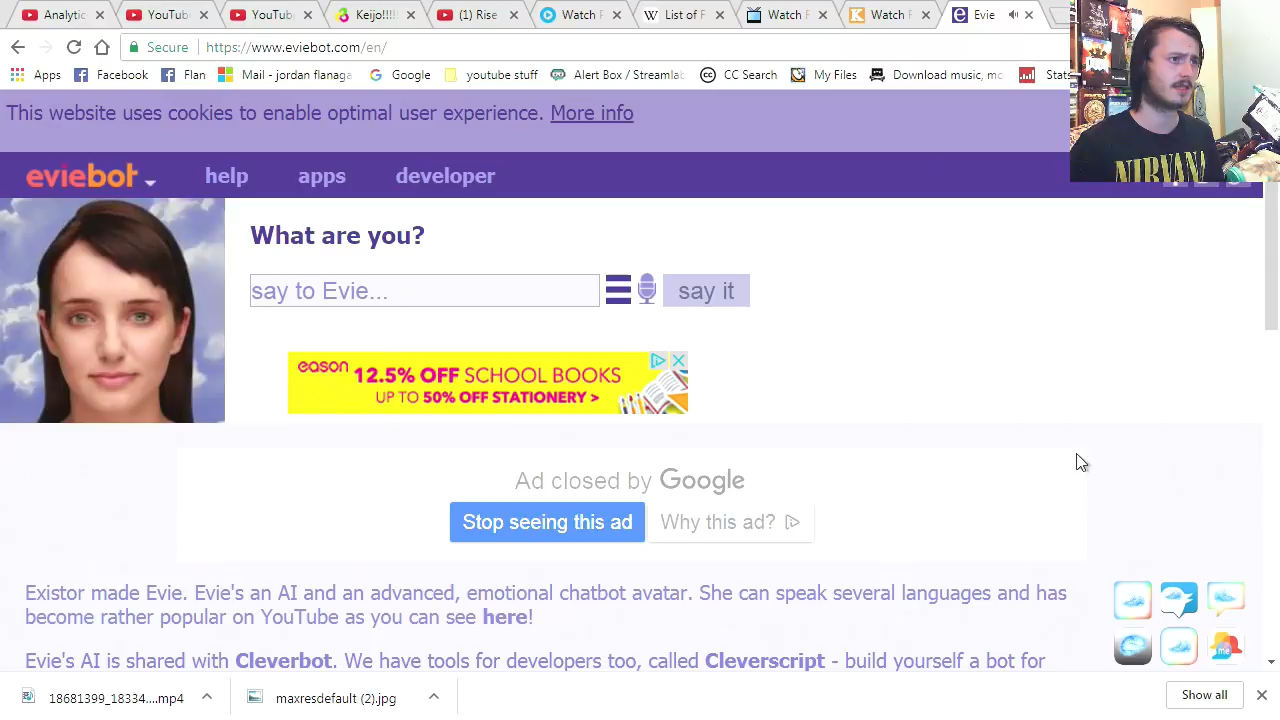 Analytic
YouTube
YouTube
Keijo!!!!
(1) Rise
Watch
List of
Watch
Watch
Evie
Secure https://www.eviebot.com/en/
Apps Facebook Flan Mail - jordan Google youtube stuff Alert Box / Streamlab CC Search My Files Download music, Stats
This website uses cookies to enable optimal user experience. More info
eviebot help apps developer
NIRVANA
What are you?
say to Evie... say it
eason 12.5% OFF SCHOOL BOOKS
UP TO 50% OFF STATIONERY >
Ad closed by Google
Stop seeing this ad Why this ad?
Existor made Evie. Evie's an AI and an advanced, emotional chatbot avatar. She can speak several languages and has
become rather popular on YouTube as you can see here!
me
Evie's AI is shared with Cleverbot. We have tools for developers too, called Cleverscript - build yourself a bot for
18681399_18334....mp4 maxresdefault (2).jpg Show all